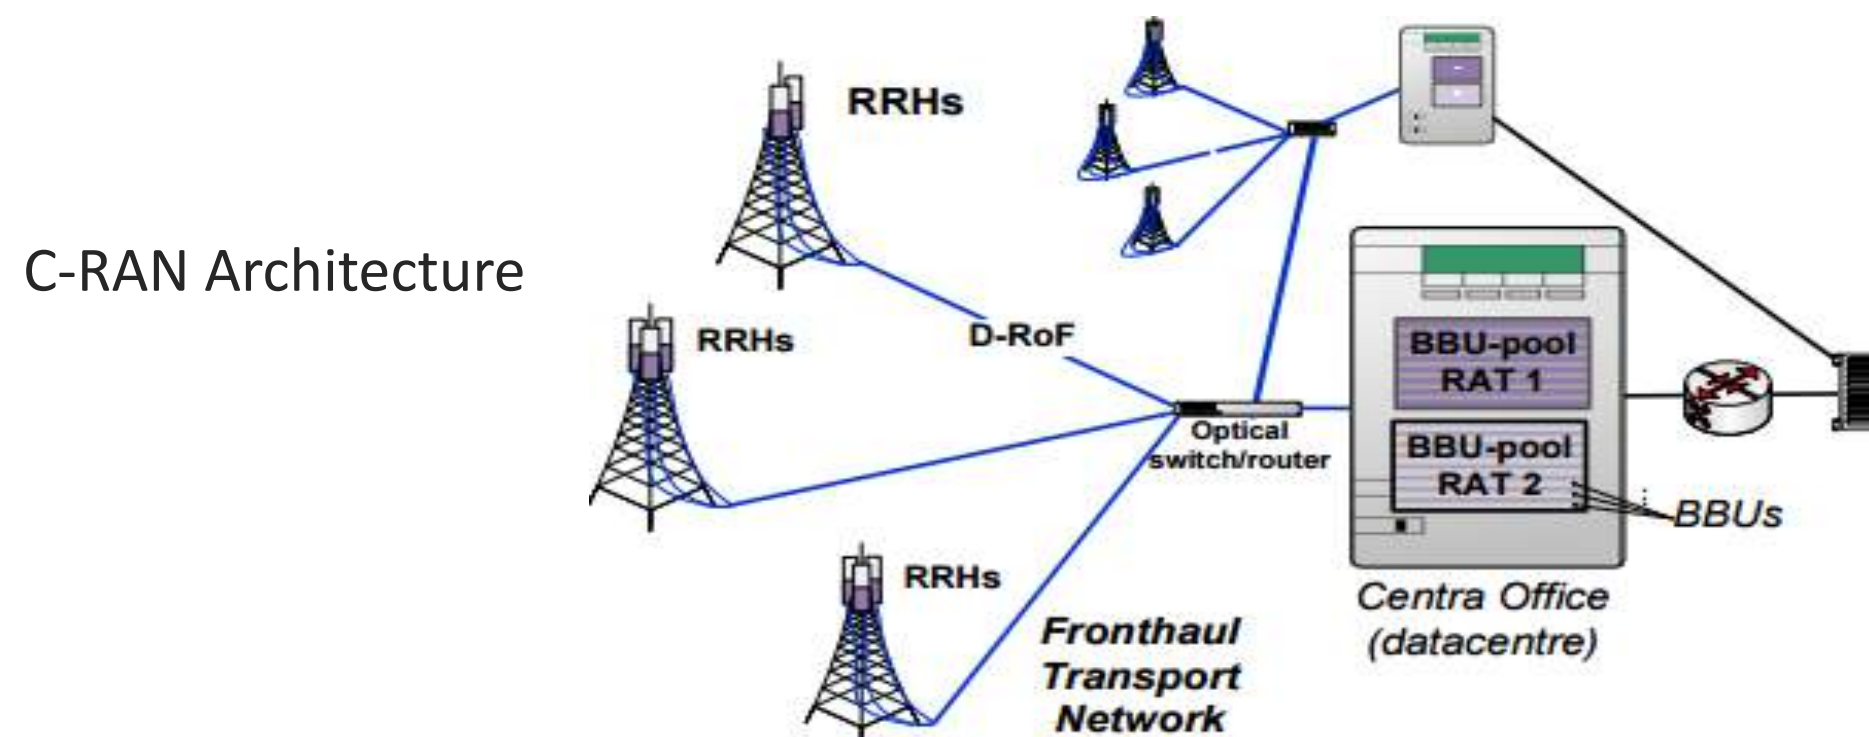 C-RAN Architecture
RRHs
RRHs
D-RoF
RRHs
Optical
switch/router
BBU-pool
RAT 1
BBU-pool
RAT 2
BBUs
Centra Office
(datacentre)
Fronthaul
Transport
Network